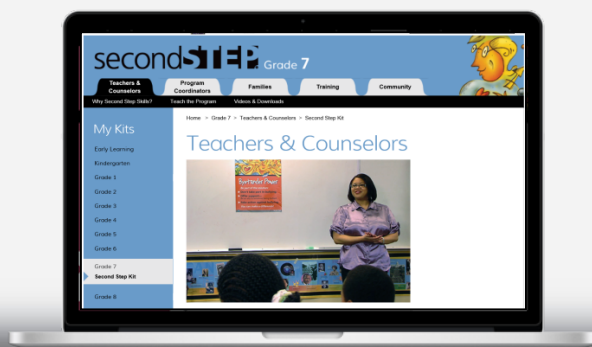 secondSTEP Grade 7
Teachers & Counselors
Program Coordinators
Families
Training
Community
Why Second Step Skills?
Teach the Program
Videos & Downloads
Home > Grade 7 > Teachers & Counselors > Second Step Kit
My Kits
Early Learning
Kindergarten
Grade 1
Grade 2
Grade 3
Grade 4
Grade 5
Grade 6
Grade 7
Second Step Kit
Grade 8
Teachers & Counselors